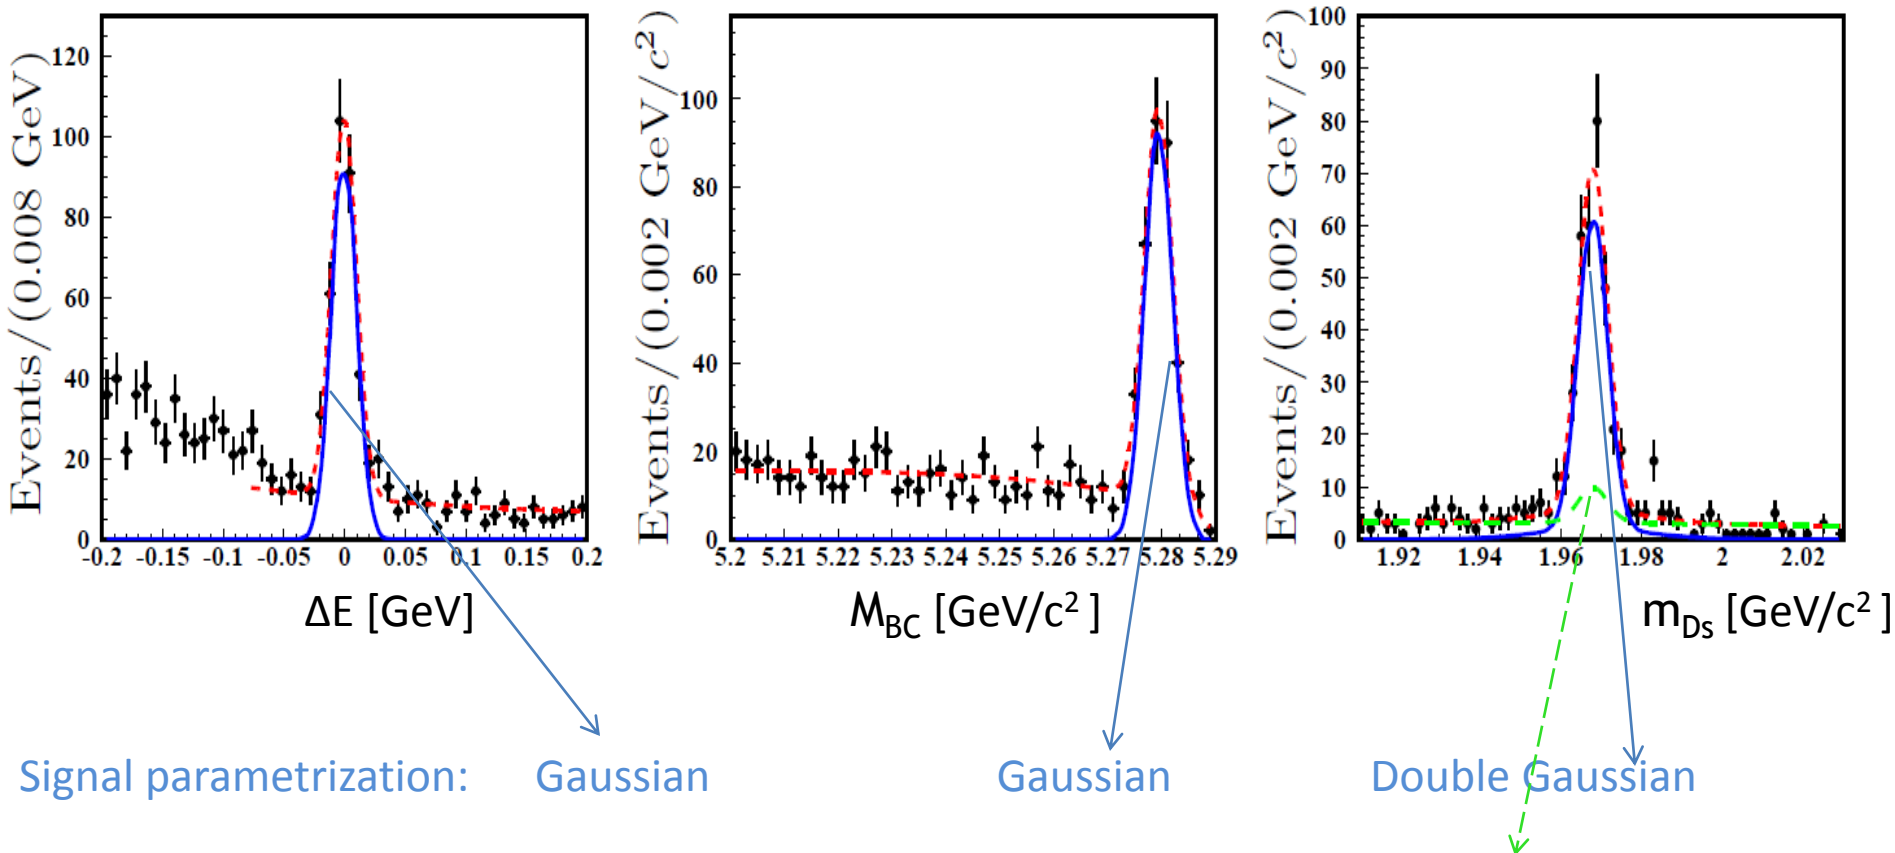 Events/(0.008 GeV)
120
100
80
60
40
20
0
-0.2 -0.15 -0.1 -0.05 0 0.05 0.1 0.15 0.2
ΔE [GeV]
Events/(0.002 GeV/c²)
100
80
60
40
20
0
5.2 5.21 5.22 5.23 5.24 5.25 5.26 5.27 5.28 5.29
M_BC [GeV/c² ]
Events/(0.002 GeV/c²)
100
90
80
70
60
50
40
30
20
10
0
1.92 1.94 1.96 1.98 2 2.02
m_Ds [GeV/c² ]
Signal parametrization: Gaussian Gaussian Double Gaussian